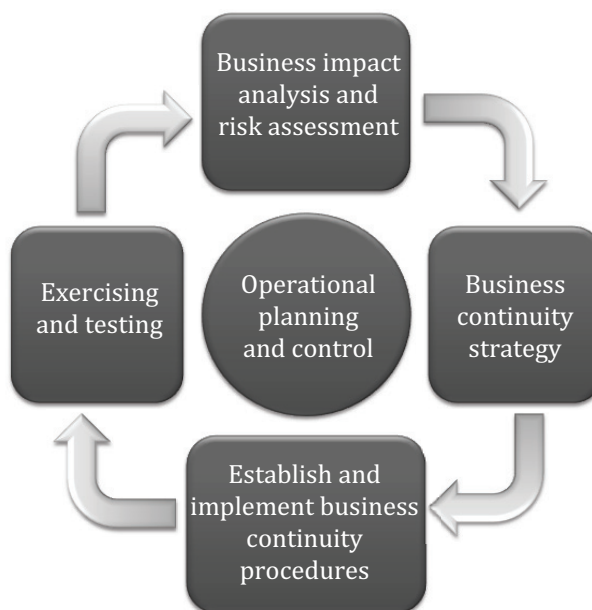 Business impact
analysis and
risk assessment
Exercising
and testing
Operational
planning
and control
Business
continuity
strategy
Establish and
implement business
continuity
procedures